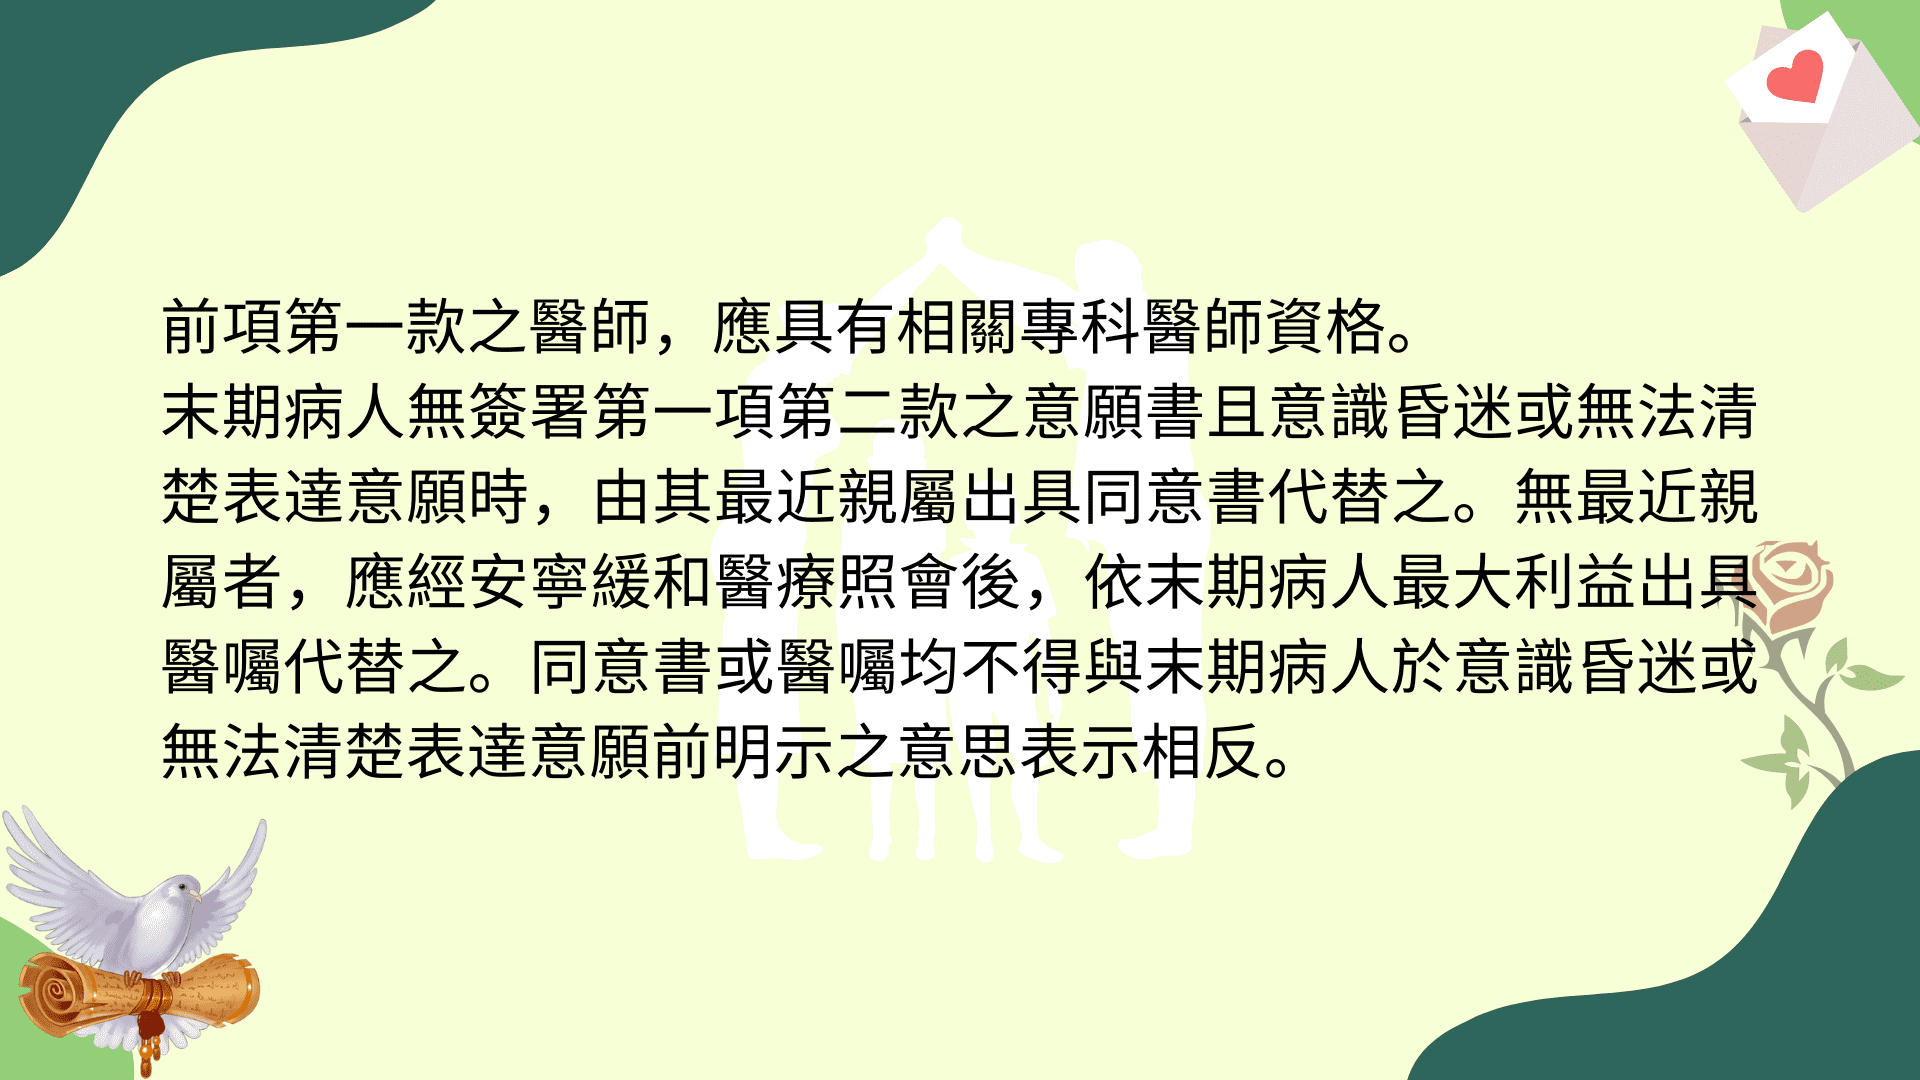 前項第一款之醫師，應具有相關專科醫師資格。
末期病人無簽署第一項第二款之意願書且意識昏迷或無法清
楚表達意願時，由其最近親屬出具同意書代替之。無最近親
屬者，應經安寧緩和醫療照會後，依末期病人最大利益出具
醫囑代替之。同意書或醫囑均不得與末期病人於意識昏迷或
無法清楚表達意願前明示之意思表示相反。